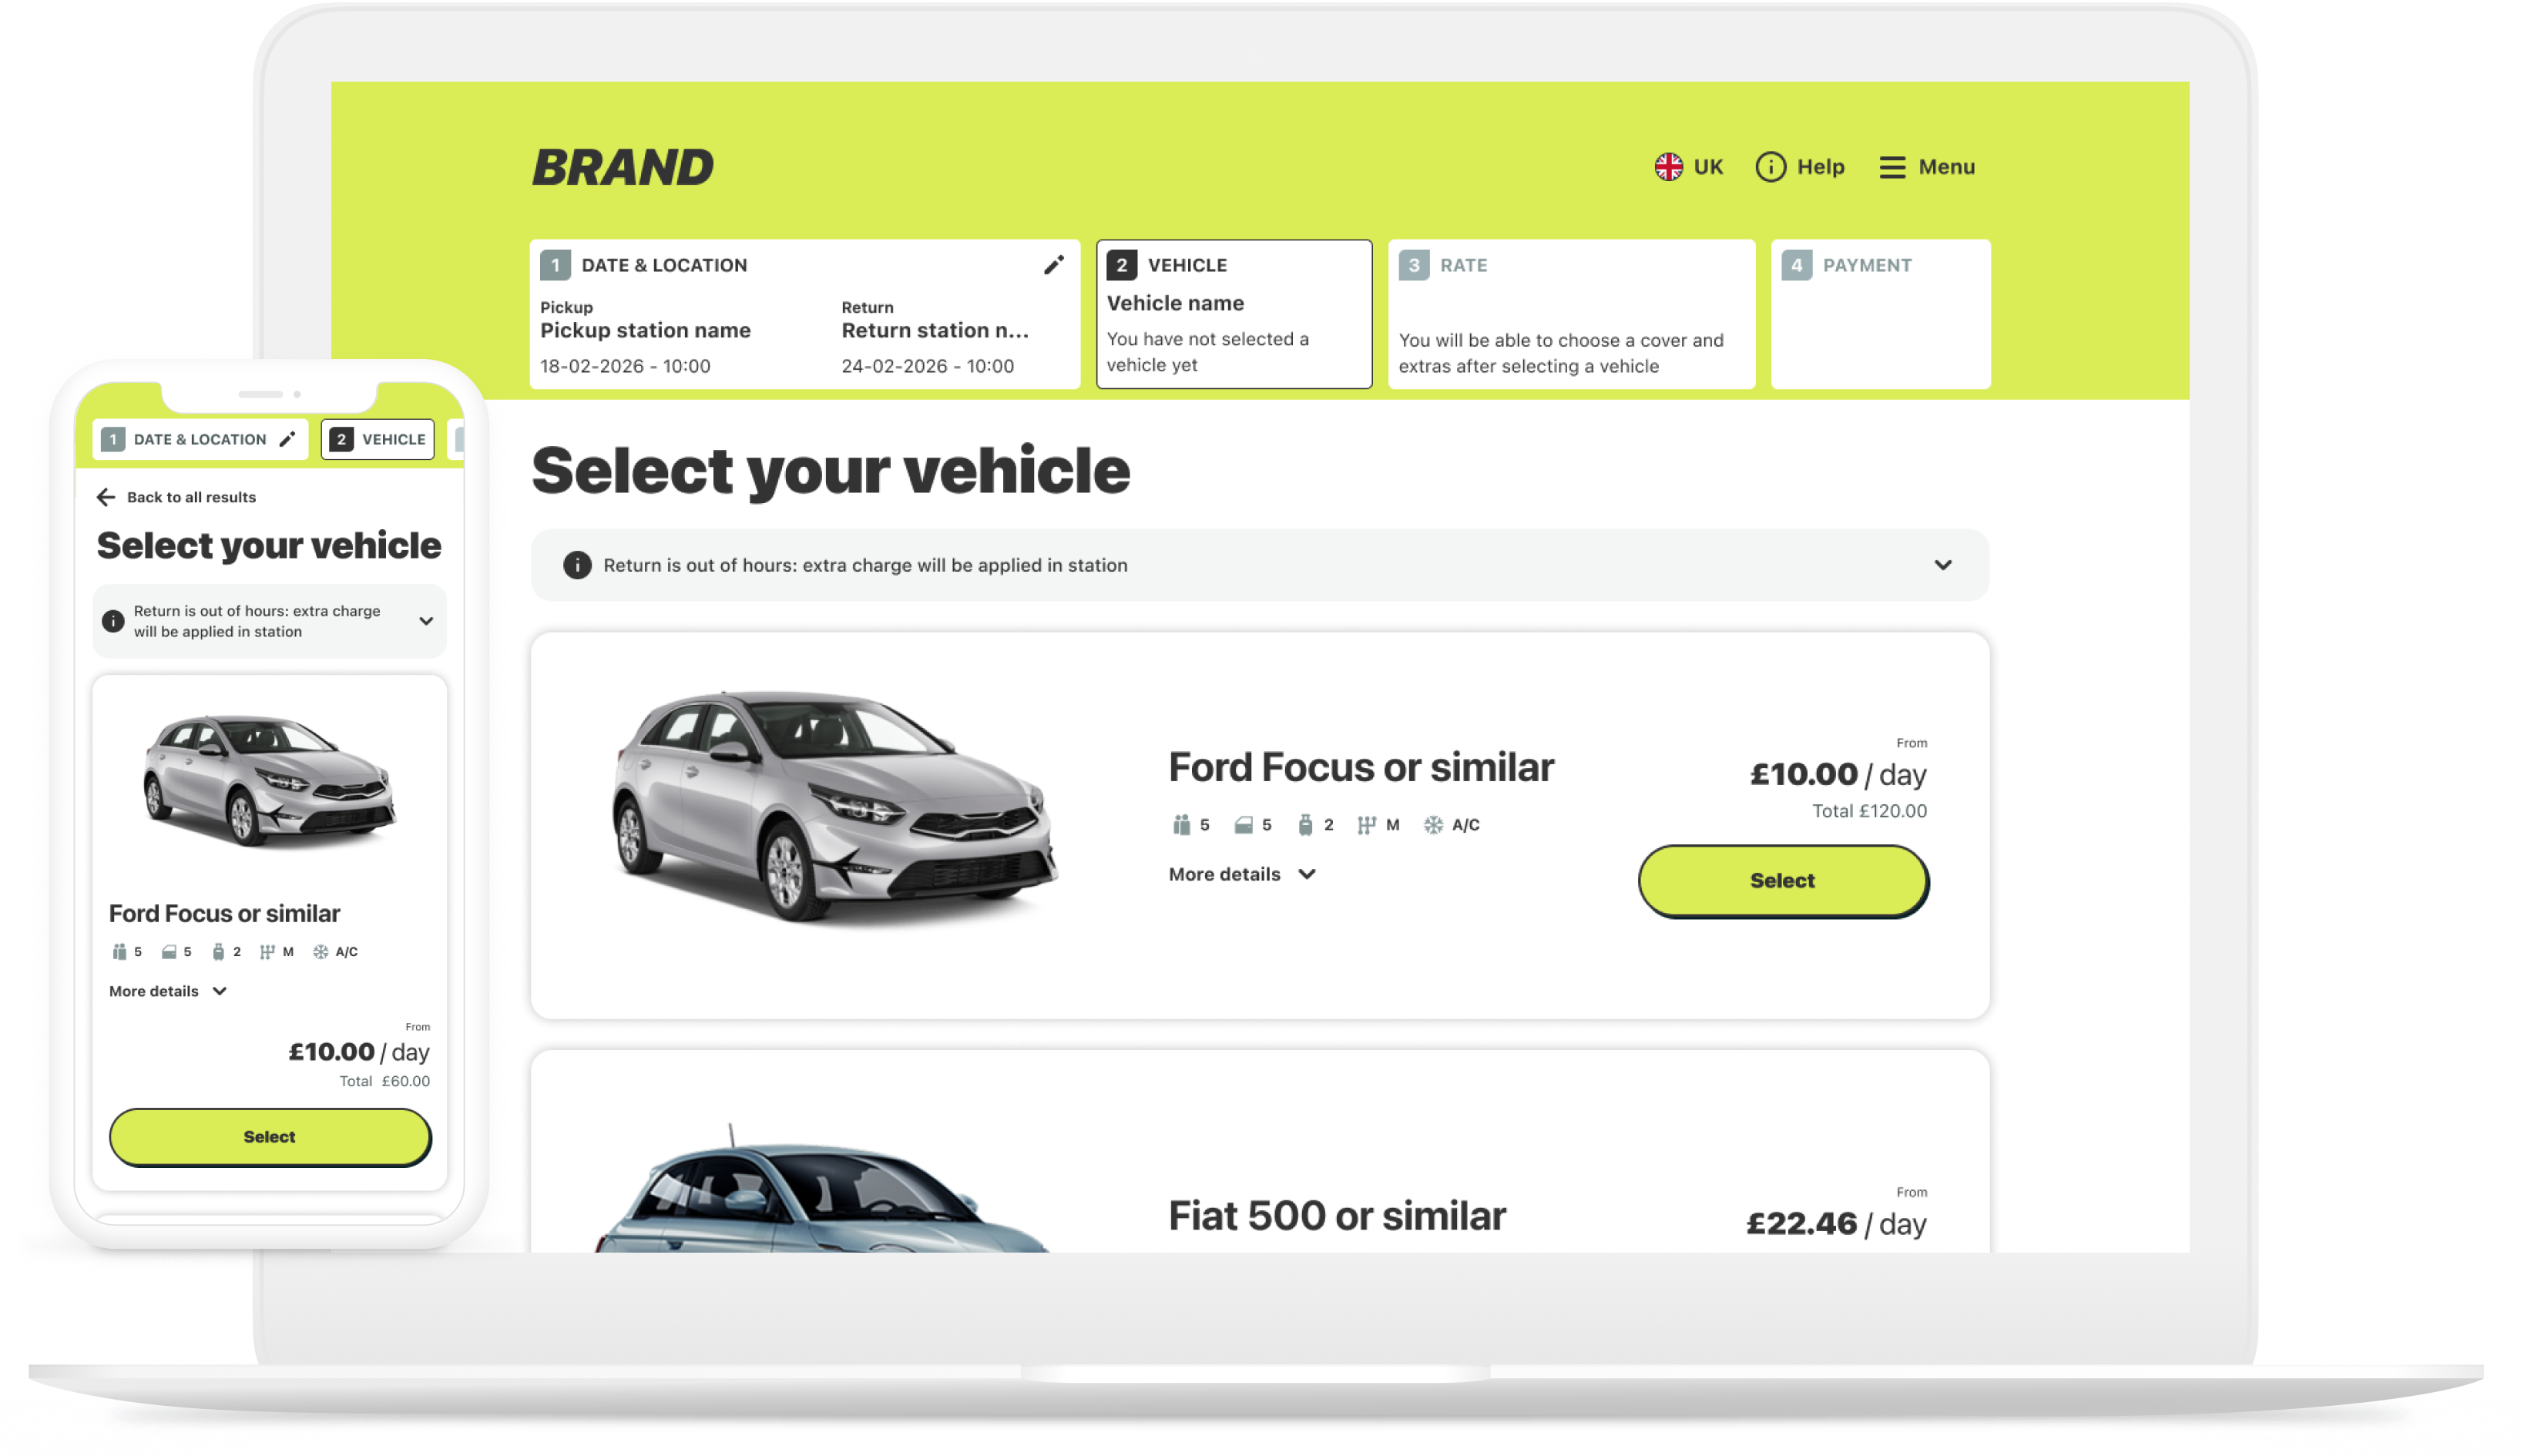 BRAND
UK
Help
Menu
1 DATE & LOCATION
Pickup
Pickup station name
18-02-2026 - 10:00
Return
Return station n...
24-02-2026 - 10:00
2 VEHICLE
Vehicle name
You have not selected a
vehicle yet
3 RATE
You will be able to choose a cover and
extras after selecting a vehicle
4 PAYMENT
Select your vehicle
Return is out of hours: extra charge will be applied in station
Ford Focus or similar
5 5 2 M A/C
More details
From
£10.00 / day
Total £120.00
Select
Fiat 500 or similar
From
£22.46 / day
1 DATE & LOCATION
2 VEHICLE
Back to all results
Select your vehicle
Return is out of hours: extra charge
will be applied in station
Ford Focus or similar
5 5 2 M A/C
More details
From
£10.00 / day
Total £60.00
Select